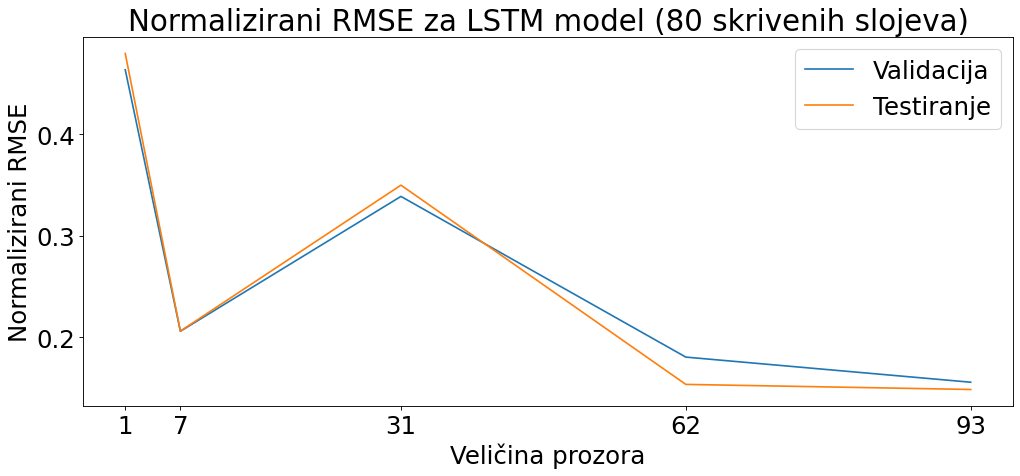 Normalizirani RMSE za LSTM model (80 skrivenih slojeva)
Validacija
Testiranje
Normalizirani RMSE
0.4
0.3
0.2
1 7 31 62 93
Veličina prozora